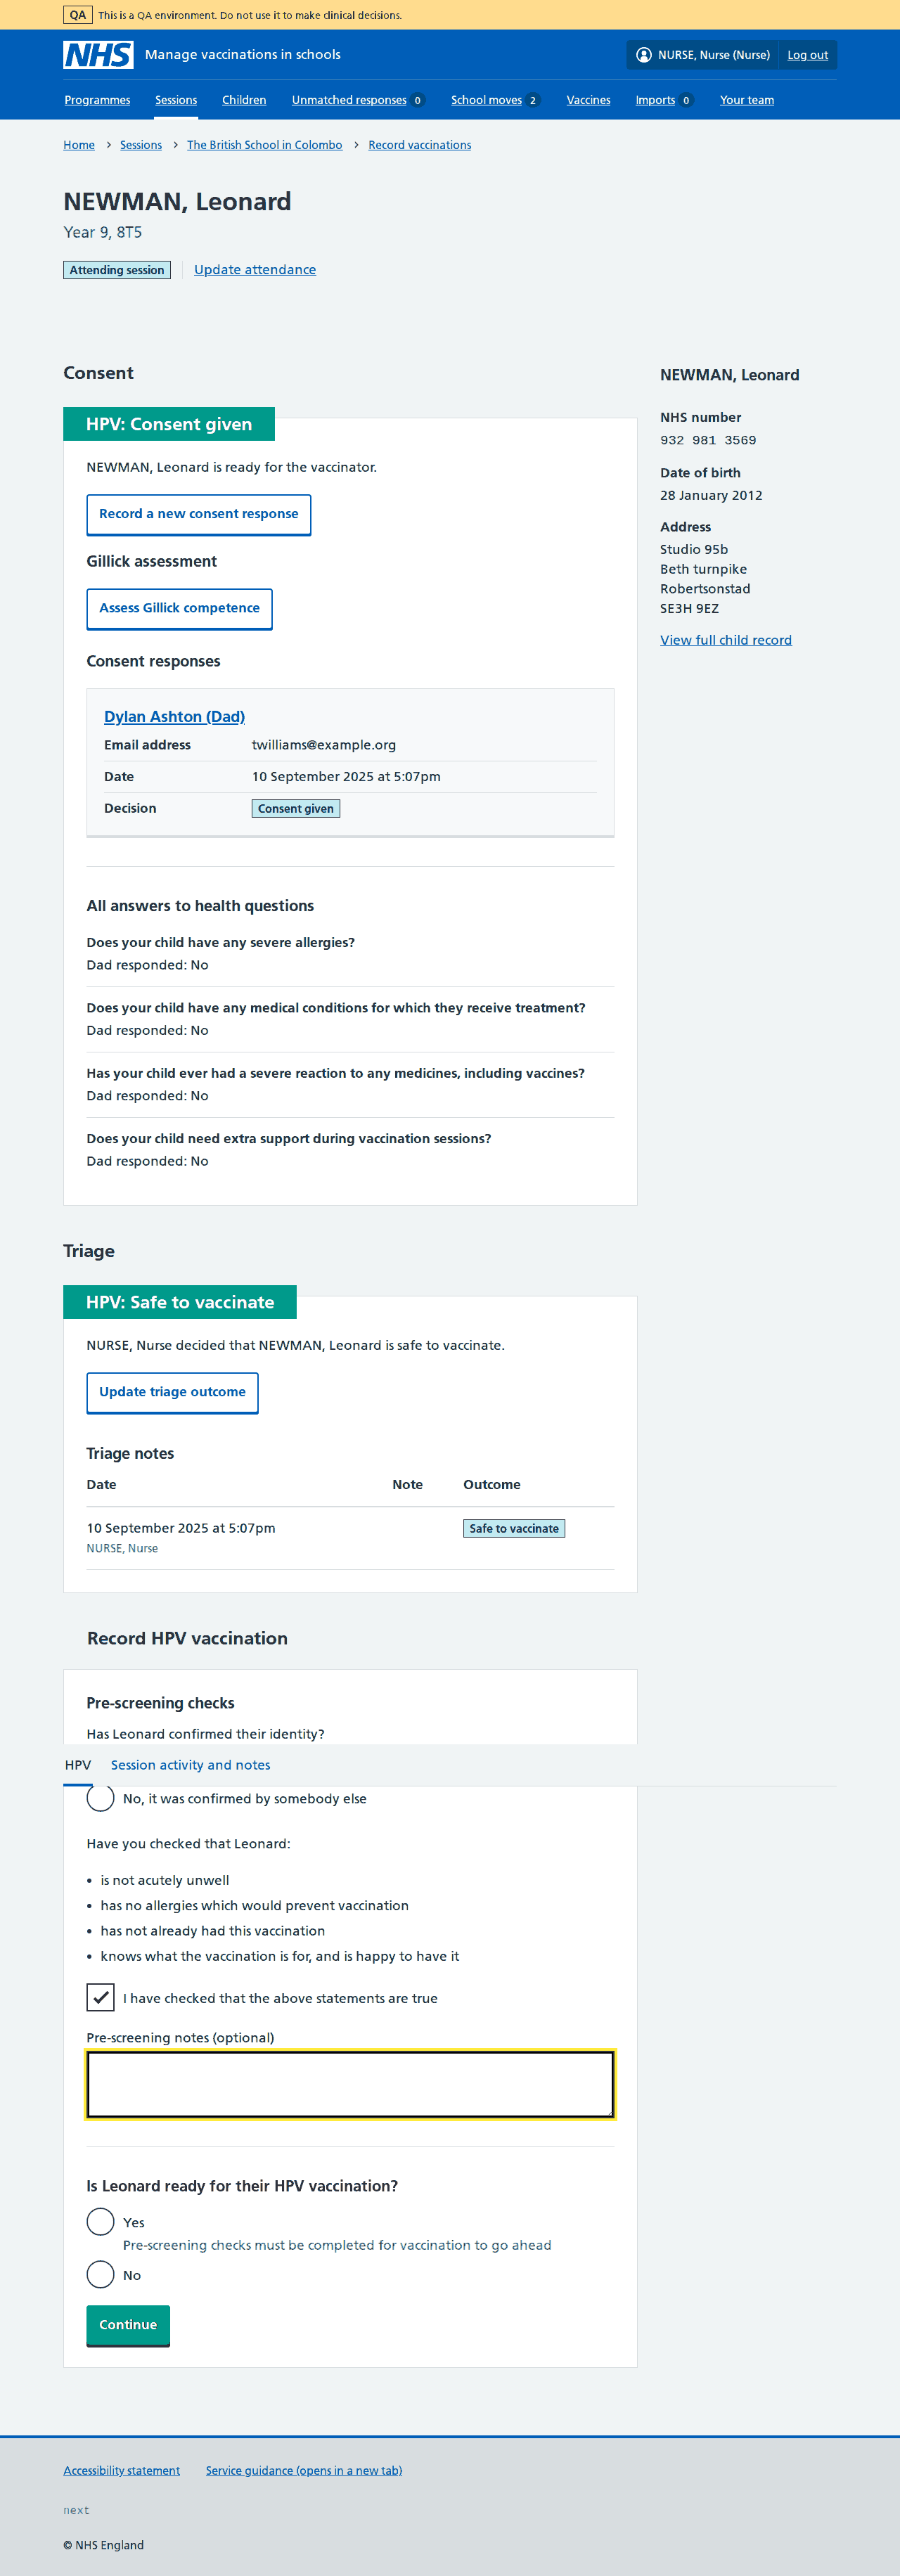 QA This is a QA environment. Do not use it to make clinical decisions.
NHS Manage vaccinations in schools NURSE, Nurse (Nurse) Log out
Programmes Sessions Children Unmatched responses 0 School moves 2 Vaccines Imports 0 Your team
Home Sessions The British School in Colombo Record vaccinations
NEWMAN, Leonard
Year 9, 8T5
Attending session Update attendance
Consent
HPV: Consent given
NEWMAN, Leonard is ready for the vaccinator.
Record a new consent response
Gillick assessment
Assess Gillick competence
Consent responses
Dylan Ashton (Dad)
Email address twilliams@example.org
Date 10 September 2025 at 5:07pm
Decision Consent given
All answers to health questions
Does your child have any severe allergies?
Dad responded: No
Does your child have any medical conditions for which they receive treatment?
Dad responded: No
Has your child ever had a severe reaction to any medicines, including vaccines?
Dad responded: No
Does your child need extra support during vaccination sessions?
Dad responded: No
NEWMAN, Leonard
NHS number
932 981 3569
Date of birth
28 January 2012
Address
Studio 95b
Beth turnpike
Robertsonstad
SE3H 9EZ
View full child record
Triage
HPV: Safe to vaccinate
NURSE, Nurse decided that NEWMAN, Leonard is safe to vaccinate.
Update triage outcome
Triage notes
Date Note Outcome
10 September 2025 at 5:07pm Safe to vaccinate
NURSE, Nurse
Record HPV vaccination
Pre-screening checks
Has Leonard confirmed their identity?
HPV Session activity and notes
No, it was confirmed by somebody else
Have you checked that Leonard:
• is not acutely unwell
• has no allergies which would prevent vaccination
• has not already had this vaccination
• knows what the vaccination is for, and is happy to have it
I have checked that the above statements are true
Pre-screening notes (optional)
Is Leonard ready for their HPV vaccination?
Yes
Pre-screening checks must be completed for vaccination to go ahead
No
Continue
Accessibility statement Service guidance (opens in a new tab)
next
© NHS England